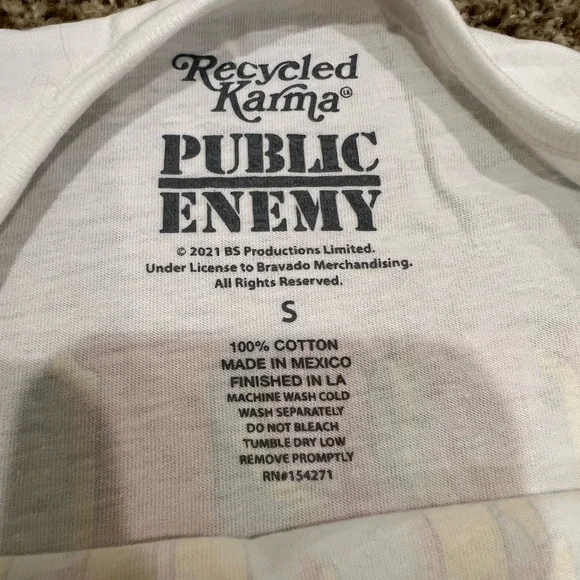 Recycled
Karma LA
PUBLIC
ENEMY
© 2021 BS Productions Limited.
Under License to Bravado Merchandising.
All Rights Reserved.
S
100% COTTON
MADE IN MEXICO
FINISHED IN LA
MACHINE WASH COLD
WASH SEPARATELY
DO NOT BLEACH
TUMBLE DRY LOW
REMOVE PROMPTLY
RN#154271